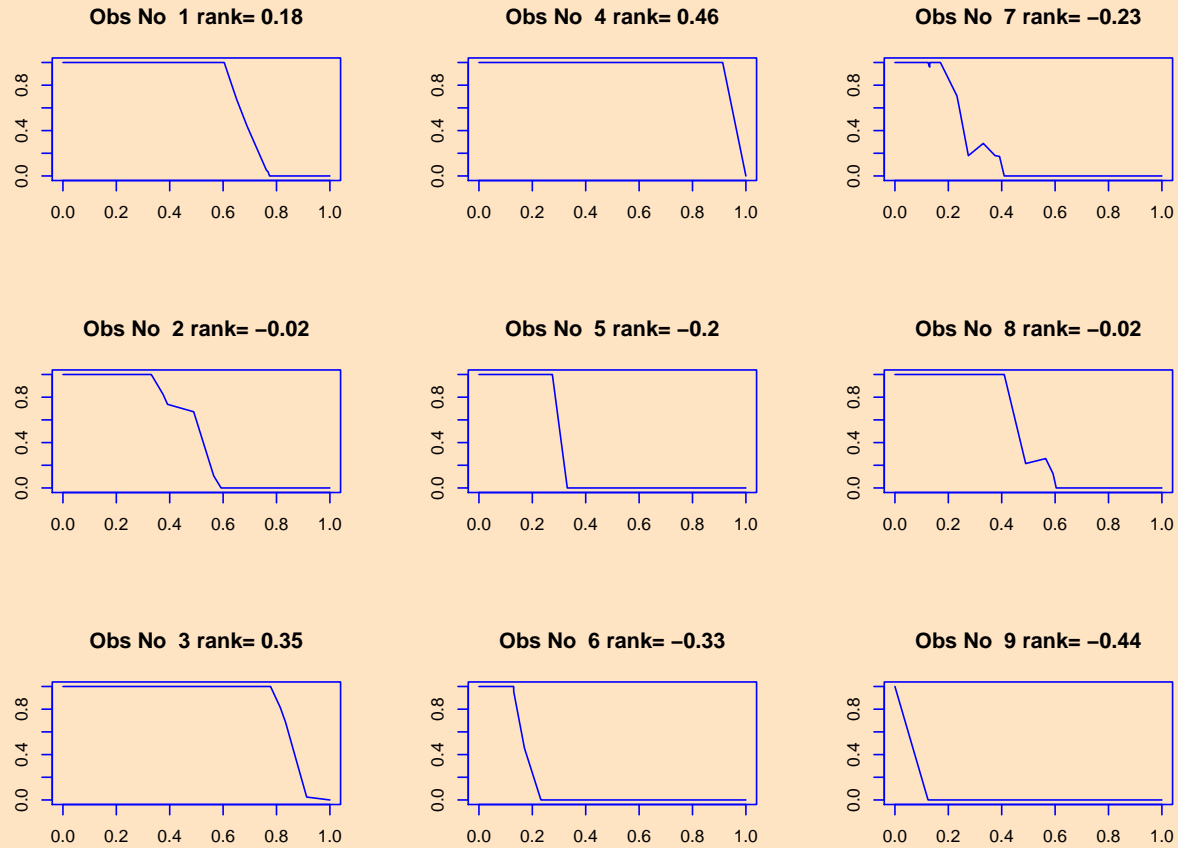 Obs No 1 rank= 0.18
0.0 0.4 0.8
0.0 0.2 0.4 0.6 0.8 1.0
Obs No 4 rank= 0.46
0.0 0.4 0.8
0.0 0.2 0.4 0.6 0.8 1.0
Obs No 7 rank= −0.23
0.0 0.4 0.8
0.0 0.2 0.4 0.6 0.8 1.0
Obs No 2 rank= −0.02
0.0 0.4 0.8
0.0 0.2 0.4 0.6 0.8 1.0
Obs No 5 rank= −0.2
0.0 0.4 0.8
0.0 0.2 0.4 0.6 0.8 1.0
Obs No 8 rank= −0.02
0.0 0.4 0.8
0.0 0.2 0.4 0.6 0.8 1.0
Obs No 3 rank= 0.35
0.0 0.4 0.8
0.0 0.2 0.4 0.6 0.8 1.0
Obs No 6 rank= −0.33
0.0 0.4 0.8
0.0 0.2 0.4 0.6 0.8 1.0
Obs No 9 rank= −0.44
0.0 0.4 0.8
0.0 0.2 0.4 0.6 0.8 1.0